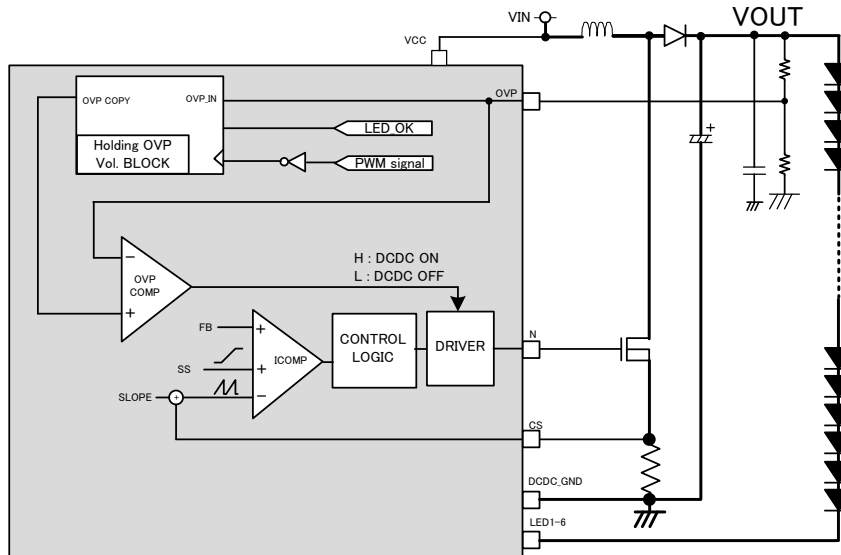 VIN
VOUT
VCC
OVP COPY
OVP_IN
OVP
LED_OK
Holding OVP
Vol. BLOCK
PWM signal
+
−
OVP
COMP
+
H : DCDC ON
L : DCDC OFF
FB
+
ICOMP
CONTROL
LOGIC
DRIVER
N
SS
+
SLOPE
+
−
CS
DCDC_GND
LED1-6